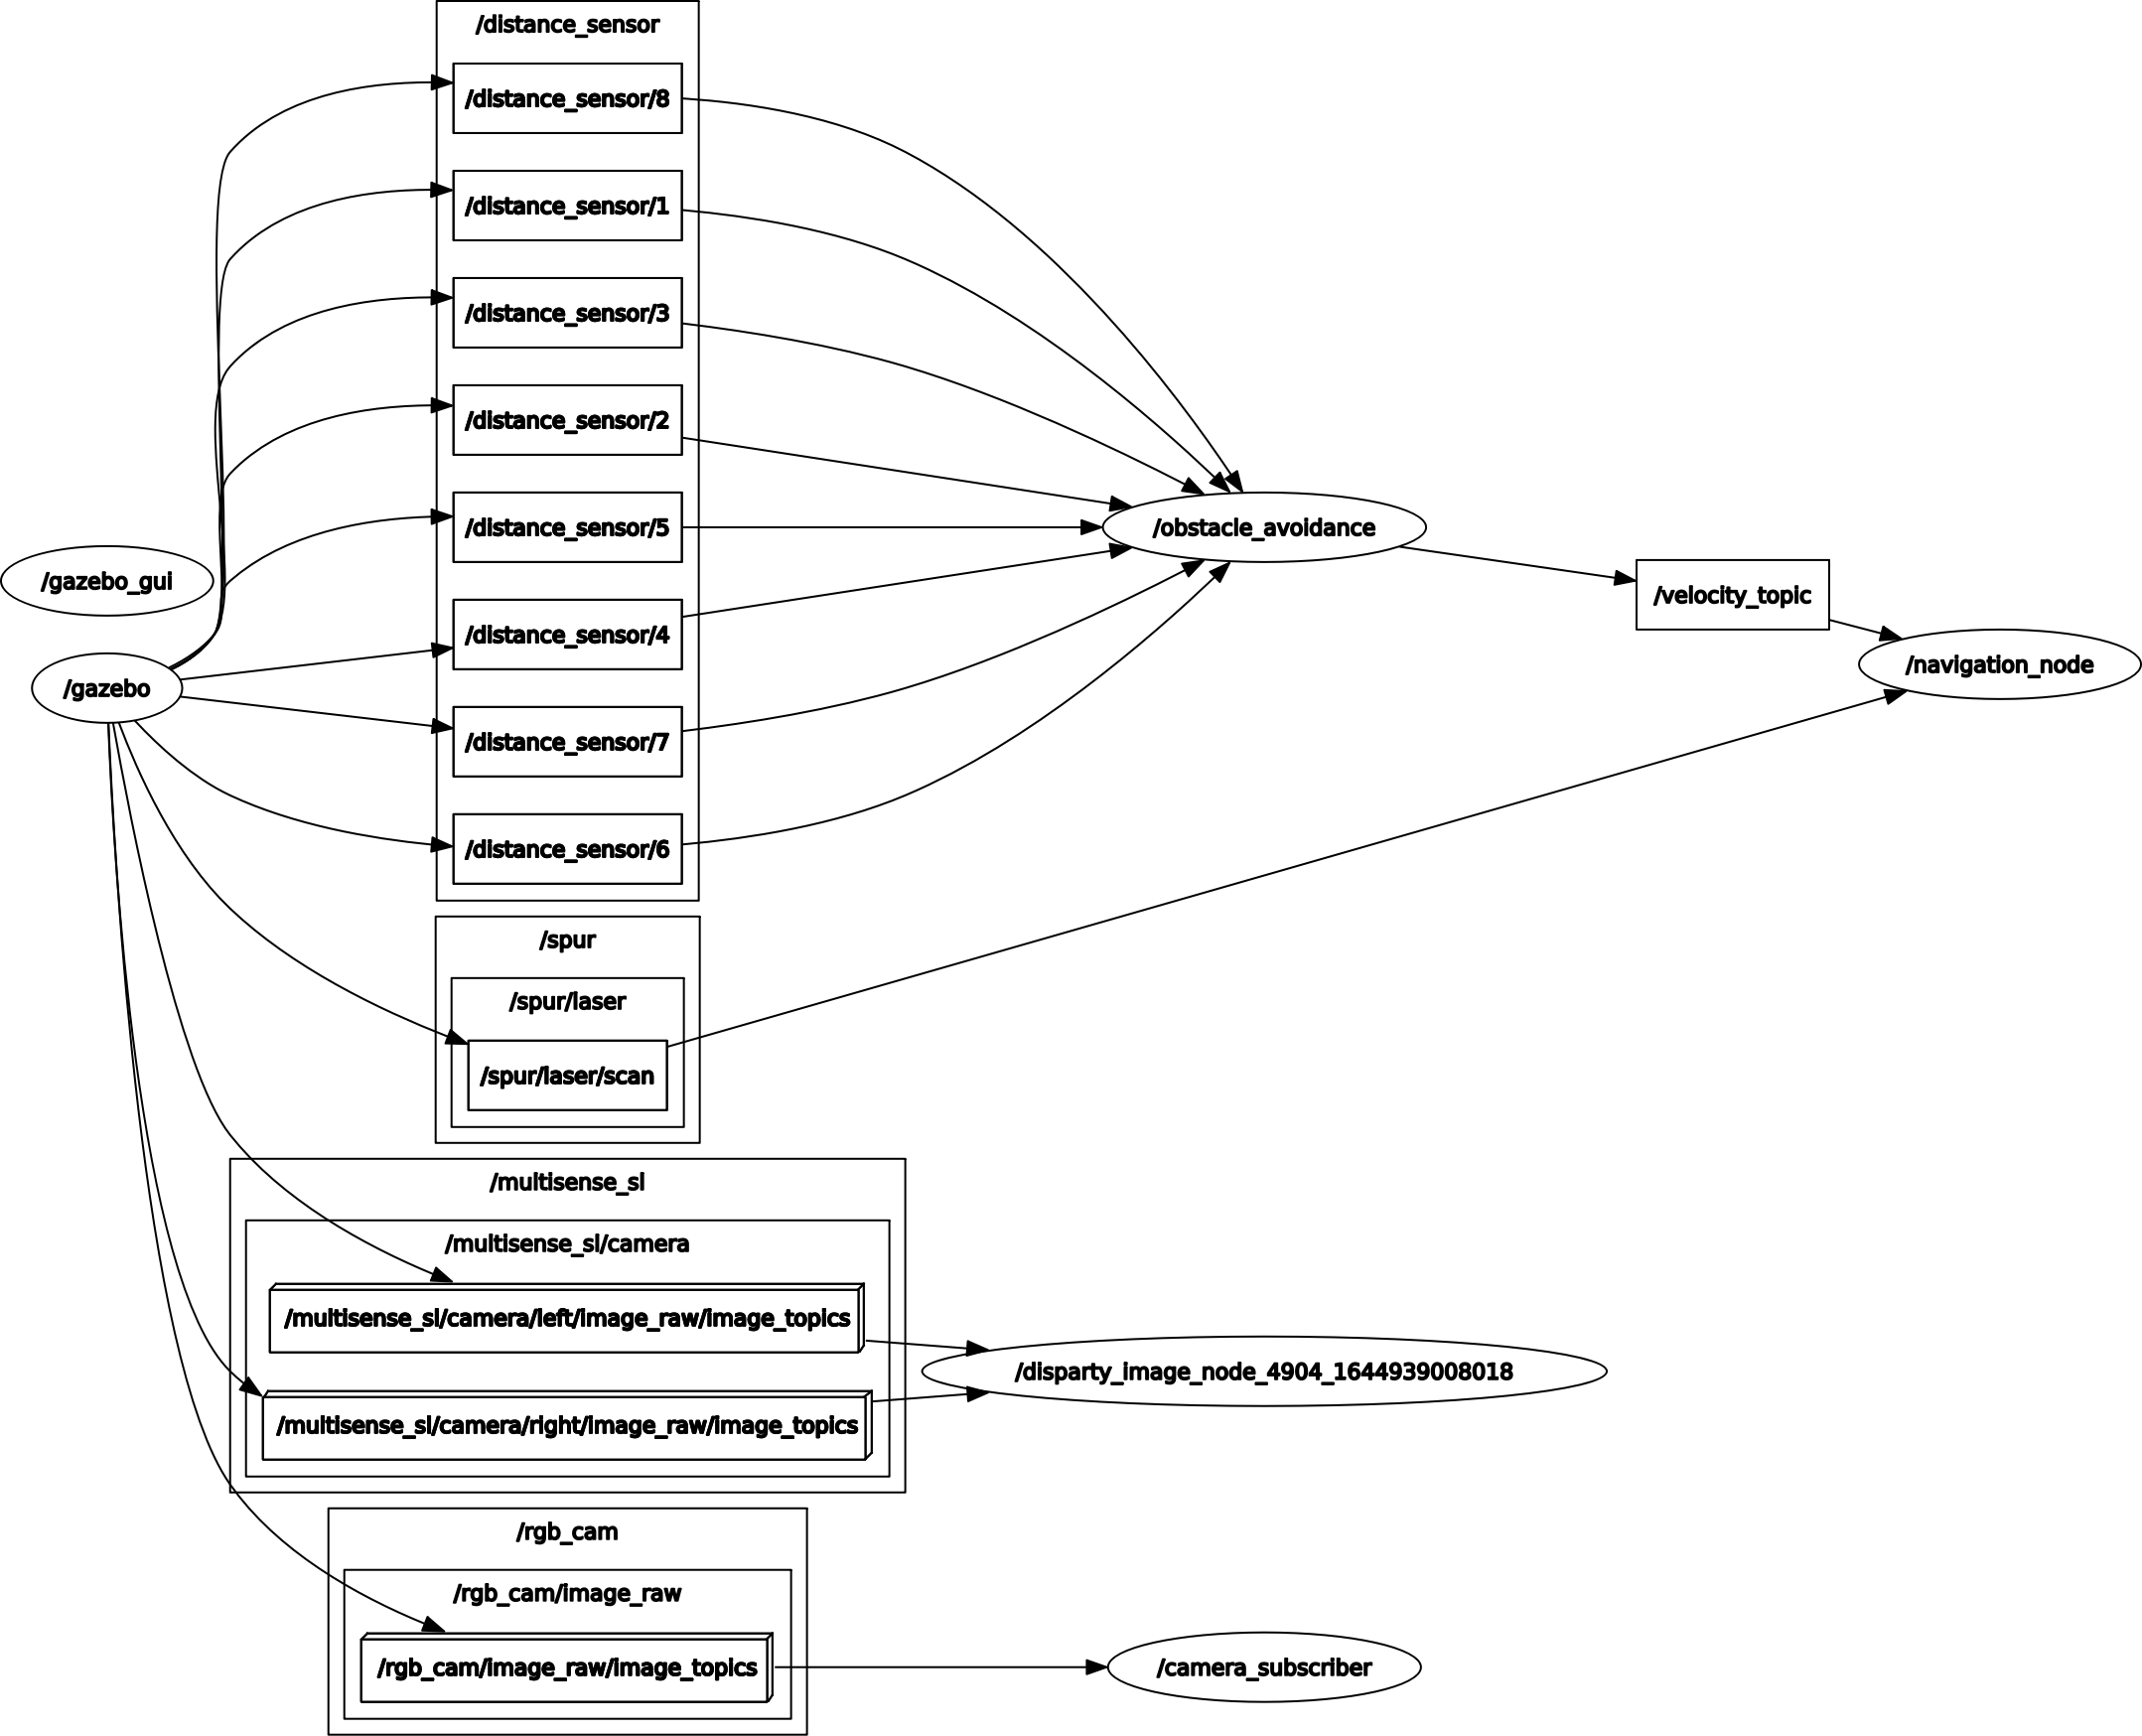 /distance_sensor
/distance_sensor/8
/distance_sensor/1
/distance_sensor/3
/distance_sensor/2
/distance_sensor/5
/distance_sensor/4
/distance_sensor/7
/distance_sensor/6
/gazebo_gui
/gazebo
/obstacle_avoidance
/velocity_topic
/navigation_node
/spur
/spur/laser
/spur/laser/scan
/multisense_sl
/multisense_sl/camera
/multisense_sl/camera/left/image_raw/image_topics
/multisense_sl/camera/right/image_raw/image_topics
/disparty_image_node_4904_1644939008018
/rgb_cam
/rgb_cam/image_raw
/rgb_cam/image_raw/image_topics
/camera_subscriber